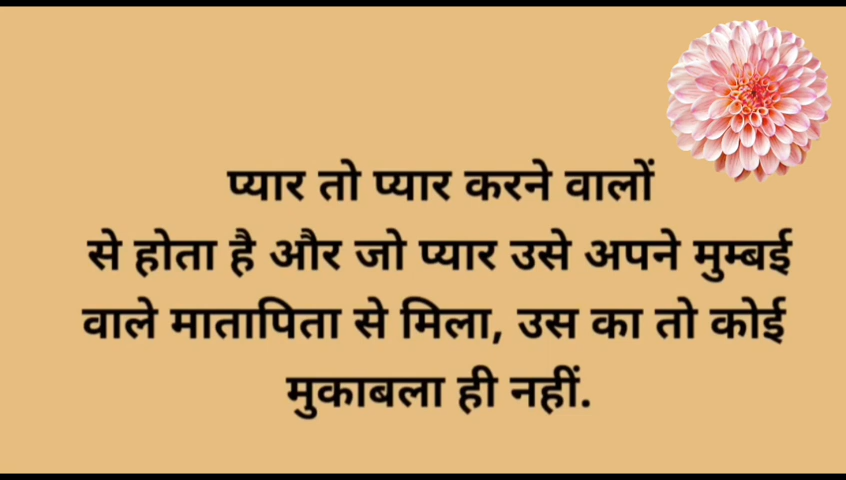 प्यार तो प्यार करने वालों
से होता है और जो प्यार उसे अपने मुम्बई
वाले मातापिता से मिला, उस का तो कोई
मुकाबला ही नहीं.